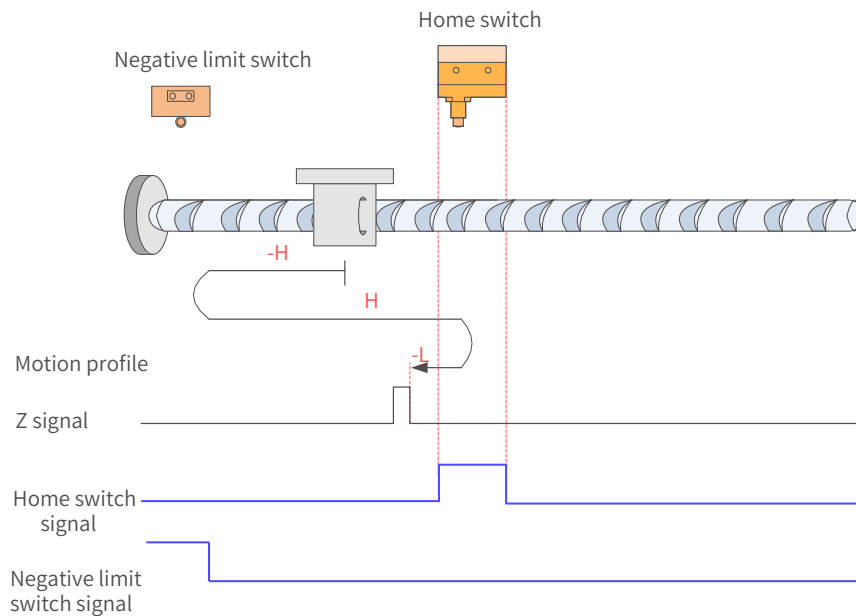 Home switch
Negative limit switch
-H
H
-L
Motion profile
Z signal
Home switch
signal
Negative limit
switch signal